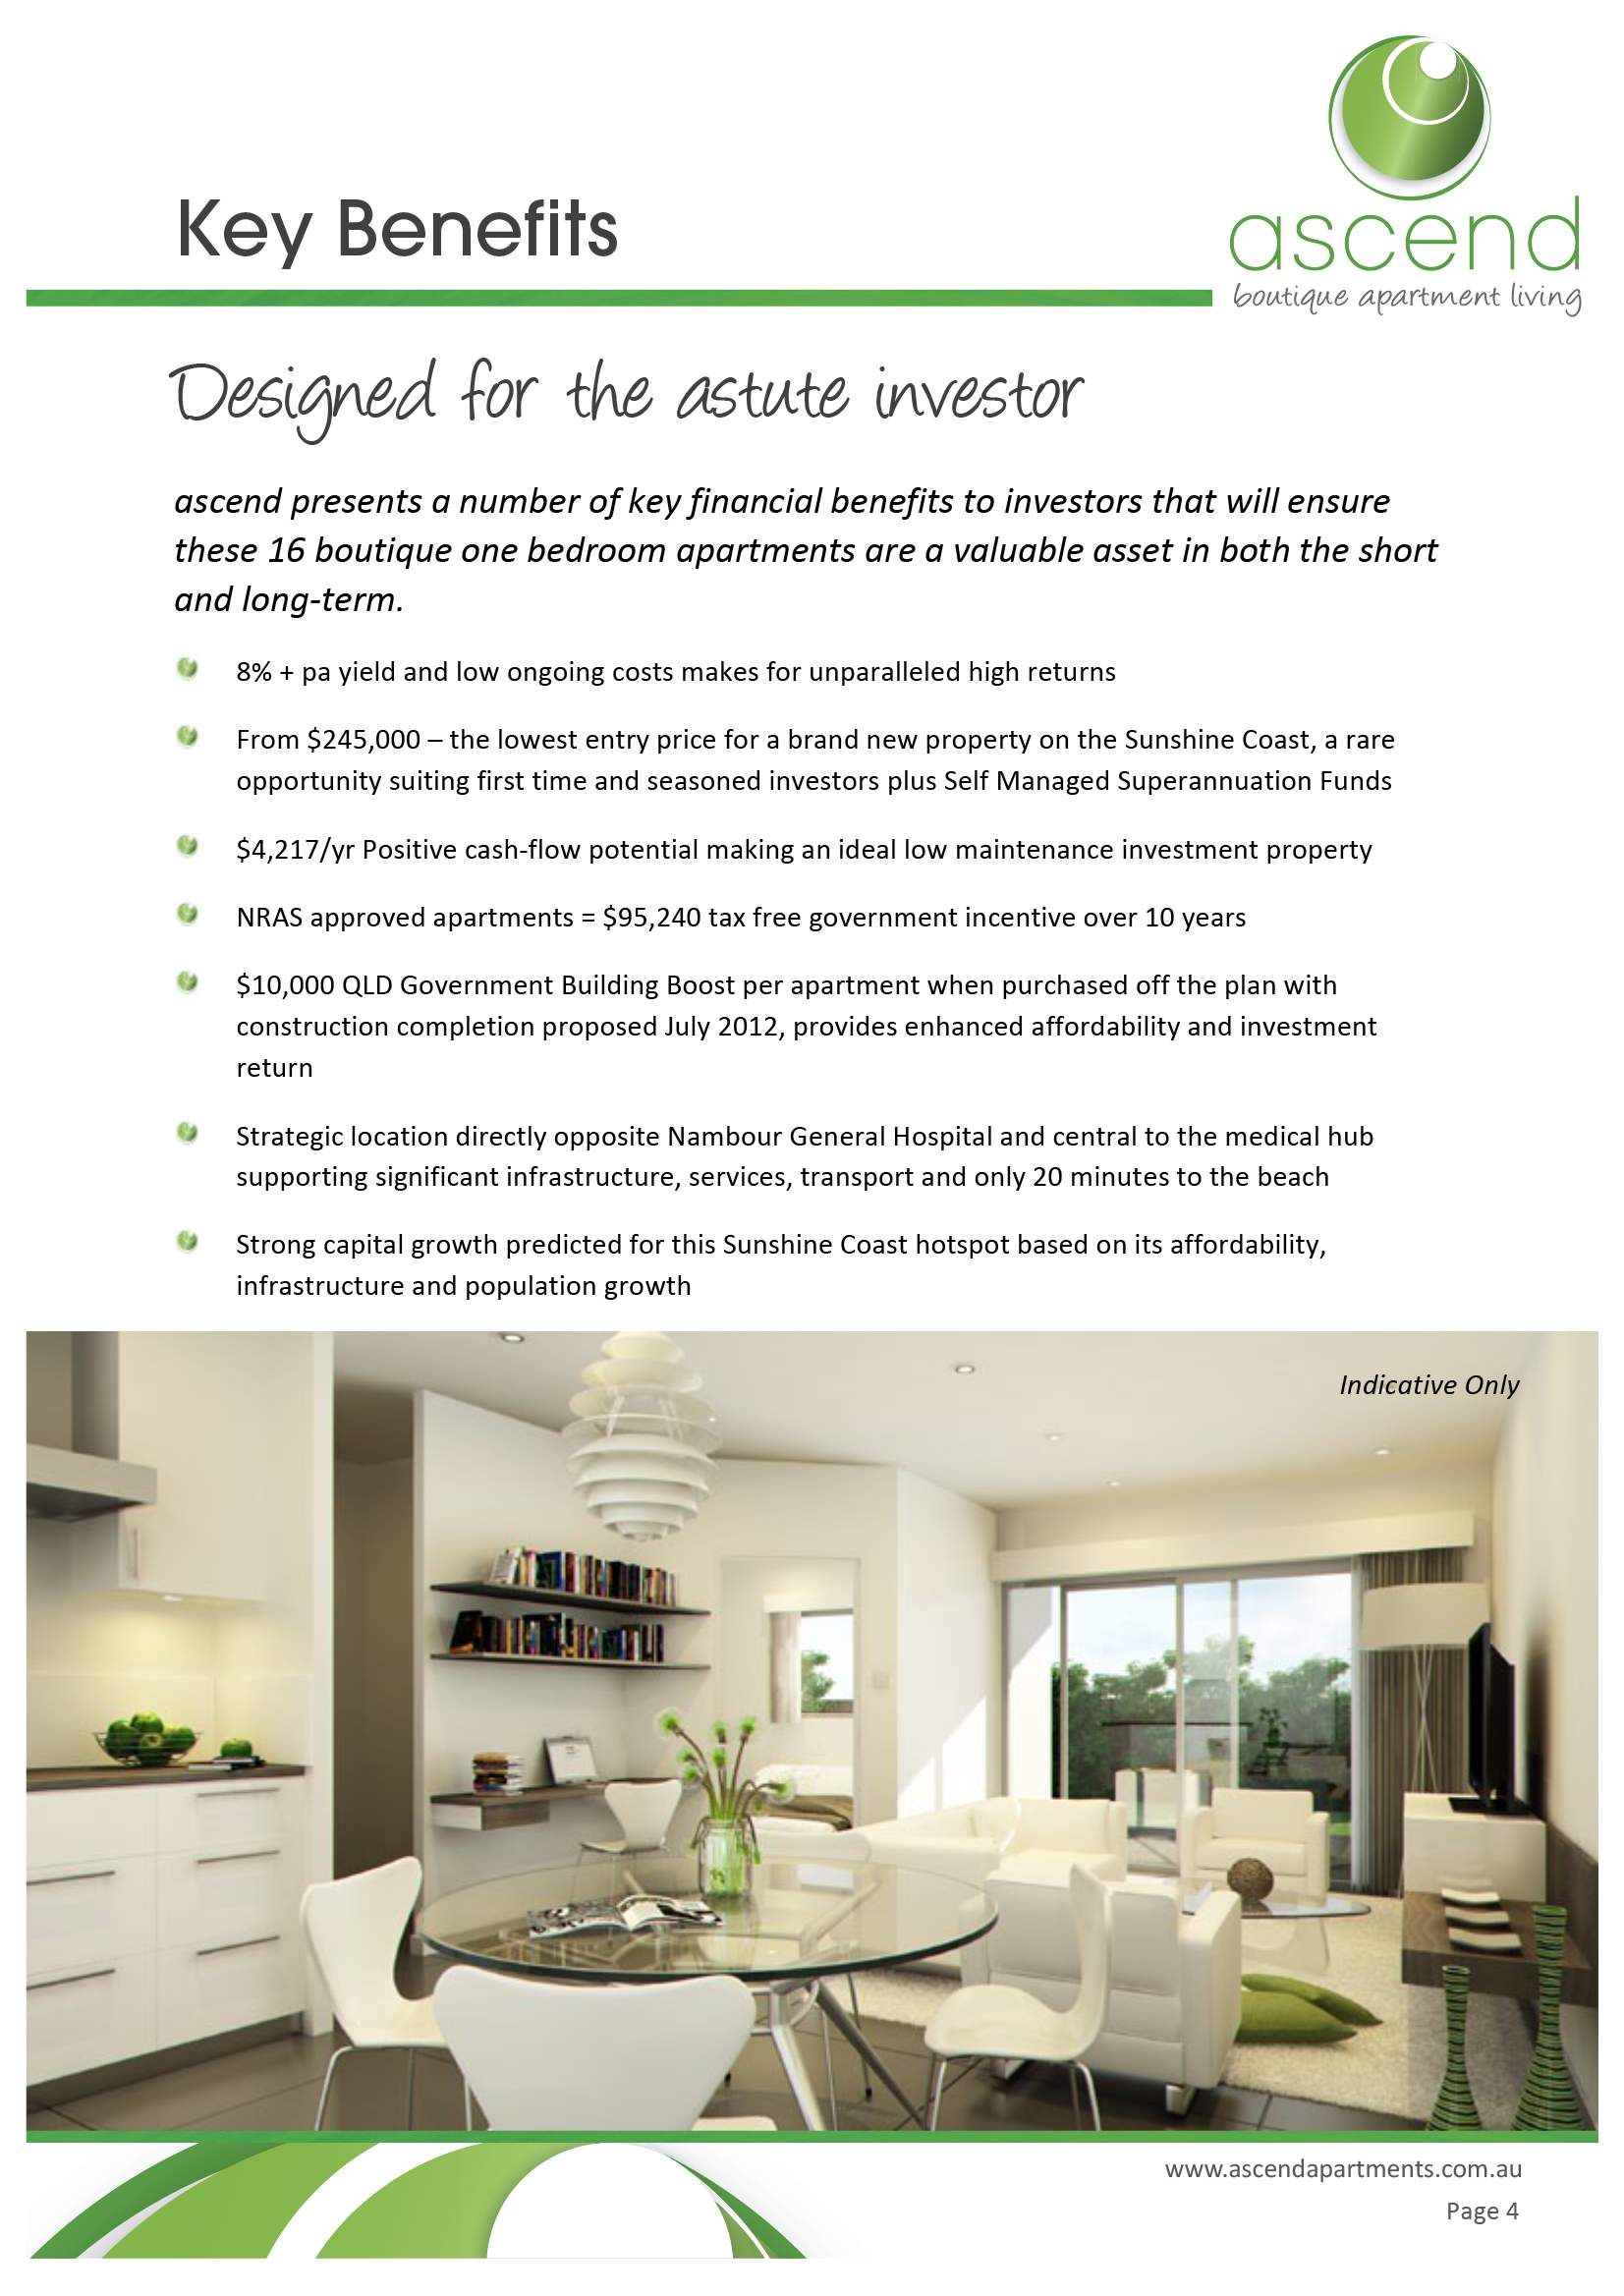 ascend
boutique apartment living
Key Benefits
Designed for the astute investor
ascend presents a number of key financial benefits to investors that will ensure
these 16 boutique one bedroom apartments are a valuable asset in both the short
and long-term.
8% + pa yield and low ongoing costs makes for unparalleled high returns
From $245,000 – the lowest entry price for a brand new property on the Sunshine Coast, a rare
opportunity suiting first time and seasoned investors plus Self Managed Superannuation Funds
$4,217/yr Positive cash-flow potential making an ideal low maintenance investment property
NRAS approved apartments = $95,240 tax free government incentive over 10 years
$10,000 QLD Government Building Boost per apartment when purchased off the plan with
construction completion proposed July 2012, provides enhanced affordability and investment
return
Strategic location directly opposite Nambour General Hospital and central to the medical hub
supporting significant infrastructure, services, transport and only 20 minutes to the beach
Strong capital growth predicted for this Sunshine Coast hotspot based on its affordability,
infrastructure and population growth
Indicative Only
www.ascendapartments.com.au
Page 4